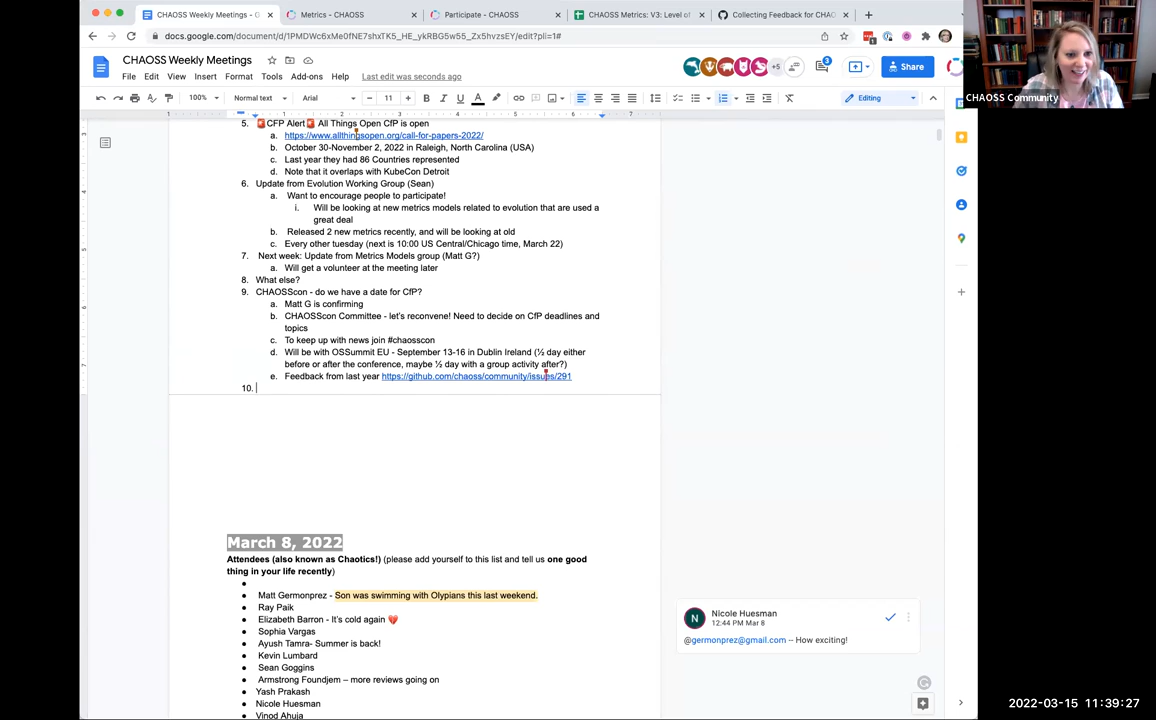 CHAOSS Weekly Meetings - G
Metrics - CHAOSS
Participate - CHAOSS
CHAOSS Metrics: V3: Level of
Collecting Feedback for CHAO
docs.google.com/document/d/1PMDWc6xMe0fNE7shxTK5_HE_ykRBG5w55_Zx5hvzsEY/edit?pli=1#
CHAOSS Weekly Meetings
File Edit View Insert Format Tools Add-ons Help Last edit was seconds ago
+5
3
Share
100% Normal text Arial 11 Editing
CHAOSS Community
5. 🚨CFP Alert🚨 All Things Open CfP is open
a. https://www.allthingsopen.org/call-for-papers-2022/
b. October 30-November 2, 2022 in Raleigh, North Carolina (USA)
c. Last year they had 86 Countries represented
d. Note that it overlaps with KubeCon Detroit
6. Update from Evolution Working Group (Sean)
a. Want to encourage people to participate!
i. Will be looking at new metrics models related to evolution that are used a
great deal
b. Released 2 new metrics recently, and will be looking at old
c. Every other tuesday (next is 10:00 US Central/Chicago time, March 22)
7. Next week: Update from Metrics Models group (Matt G?)
a. Will get a volunteer at the meeting later
8. What else?
9. CHAOSScon - do we have a date for CfP?
a. Matt G is confirming
b. CHAOSScon Committee - let's reconvene! Need to decide on CfP deadlines and
topics
c. To keep up with news join #chaosscon
d. Will be with OSSummit EU - September 13-16 in Dublin Ireland (½ day either
before or after the conference, maybe ½ day with a group activity after?)
e. Feedback from last year https://github.com/chaoss/community/issues/291
10.
March 8, 2022
Attendees (also known as Chaotics!) (please add yourself to this list and tell us one good
thing in your life recently)
Matt Germonprez - Son was swimming with Olypians this last weekend.
Ray Paik
Elizabeth Barron - It's cold again 💔
Sophia Vargas
Ayush Tamra- Summer is back!
Kevin Lumbard
Sean Goggins
Armstrong Foundjem – more reviews going on
Yash Prakash
Nicole Huesman
Vinod Ahuja
N
Nicole Huesman
12:44 PM Mar 8
@germonprez@gmail.com -- How exciting!
2022-03-15 11:39:27